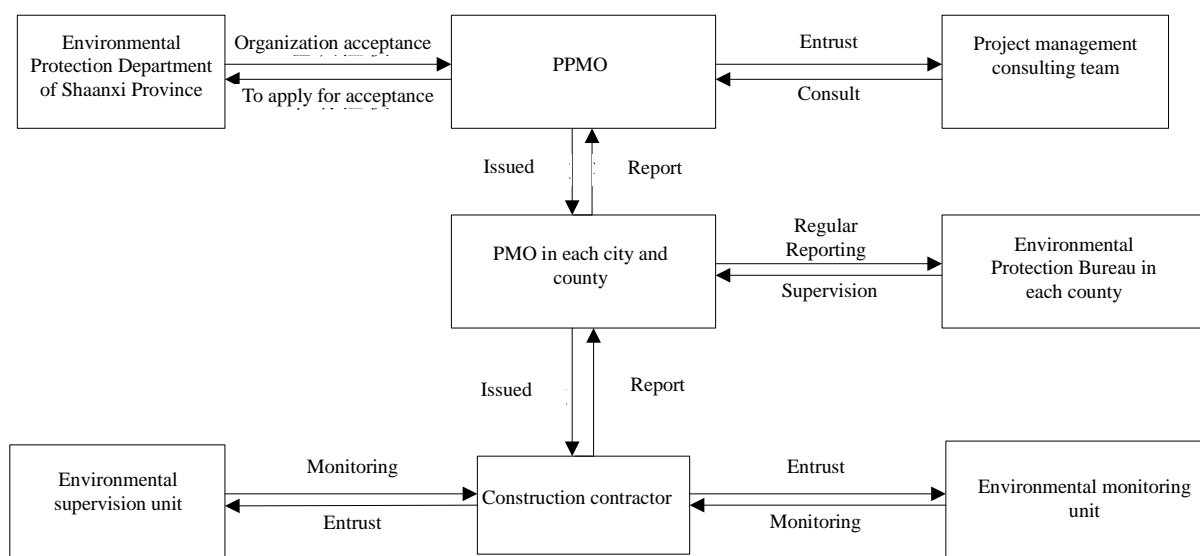 Environmental
Protection Department
of Shaanxi Province
Organization acceptance
To apply for acceptance
PPMO
Entrust
Consult
Project management
consulting team
Issued
Report
PMO in each city and
county
Regular
Reporting
Supervision
Environmental
Protection Bureau in
each county
Issued
Report
Environmental
supervision unit
Monitoring
Entrust
Construction contractor
Entrust
Monitoring
Environmental monitoring
unit